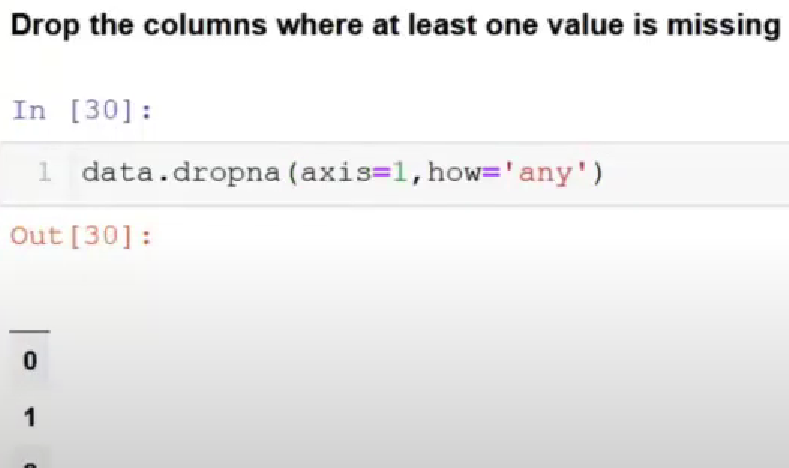 Drop the columns where at least one value is missing
In [30]:
1 data.dropna(axis=1,how='any')
Out[30]:
0
1